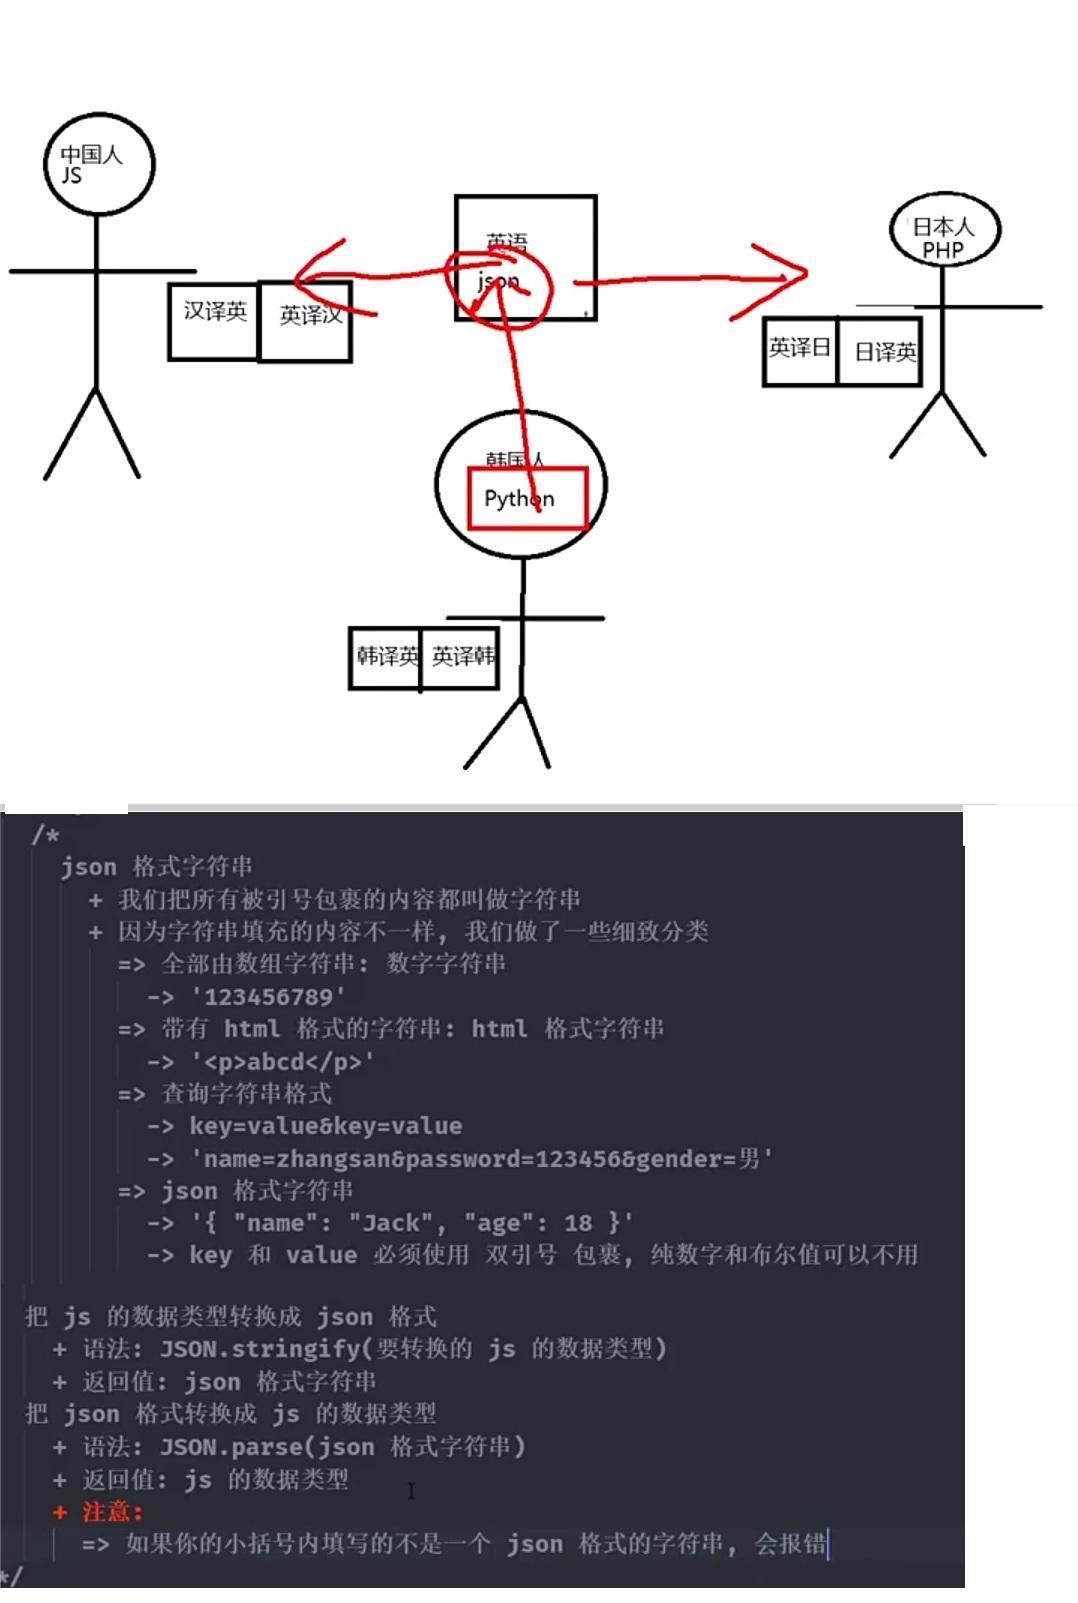 中国人
JS
英语
json
日本人
PHP
汉译英
英译汉
英译日
日译英
韩国人
Python
韩译英
英译韩
/*
json 格式字符串
+ 我们把所有被引号包裹的内容都叫做字符串
+ 因为字符串填充的内容不一样, 我们做了一些细致分类
=> 全部由数组字符串: 数字字符串
-> '123456789'
=> 带有 html 格式的字符串: html 格式字符串
-> '<p>abcd</p>'
=> 查询字符串格式
-> key=value&key=value
-> 'name=zhangsan&password=123456&gender=男'
=> json 格式字符串
-> '{ "name": "Jack", "age": 18 }'
-> key 和 value 必须使用 双引号 包裹, 纯数字和布尔值可以不用
把 js 的数据类型转换成 json 格式
+ 语法: JSON.stringify(要转换的 js 的数据类型)
+ 返回值: json 格式字符串
把 json 格式转换成 js 的数据类型
+ 语法: JSON.parse(json 格式字符串)
+ 返回值: js 的数据类型
+ 注意:
=> 如果你的小括号内填写的不是一个 json 格式的字符串, 会报错
*/